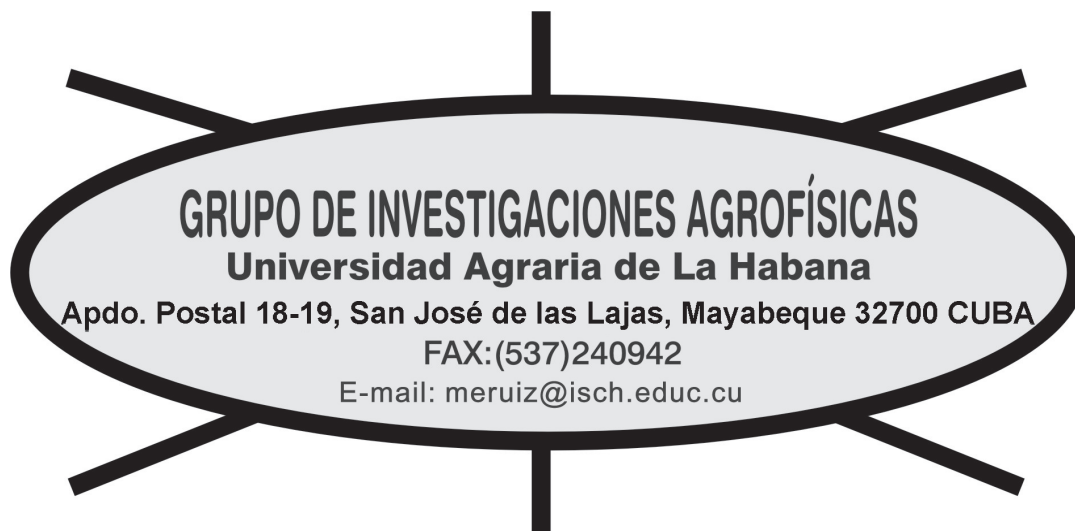 GRUPO DE INVESTIGACIONES AGROFÍSICAS
Universidad Agraria de La Habana
Apdo. Postal 18-19, San José de las Lajas, Mayabeque 32700 CUBA
FAX:(537)240942
E-mail: meruiz@isch.educ.cu